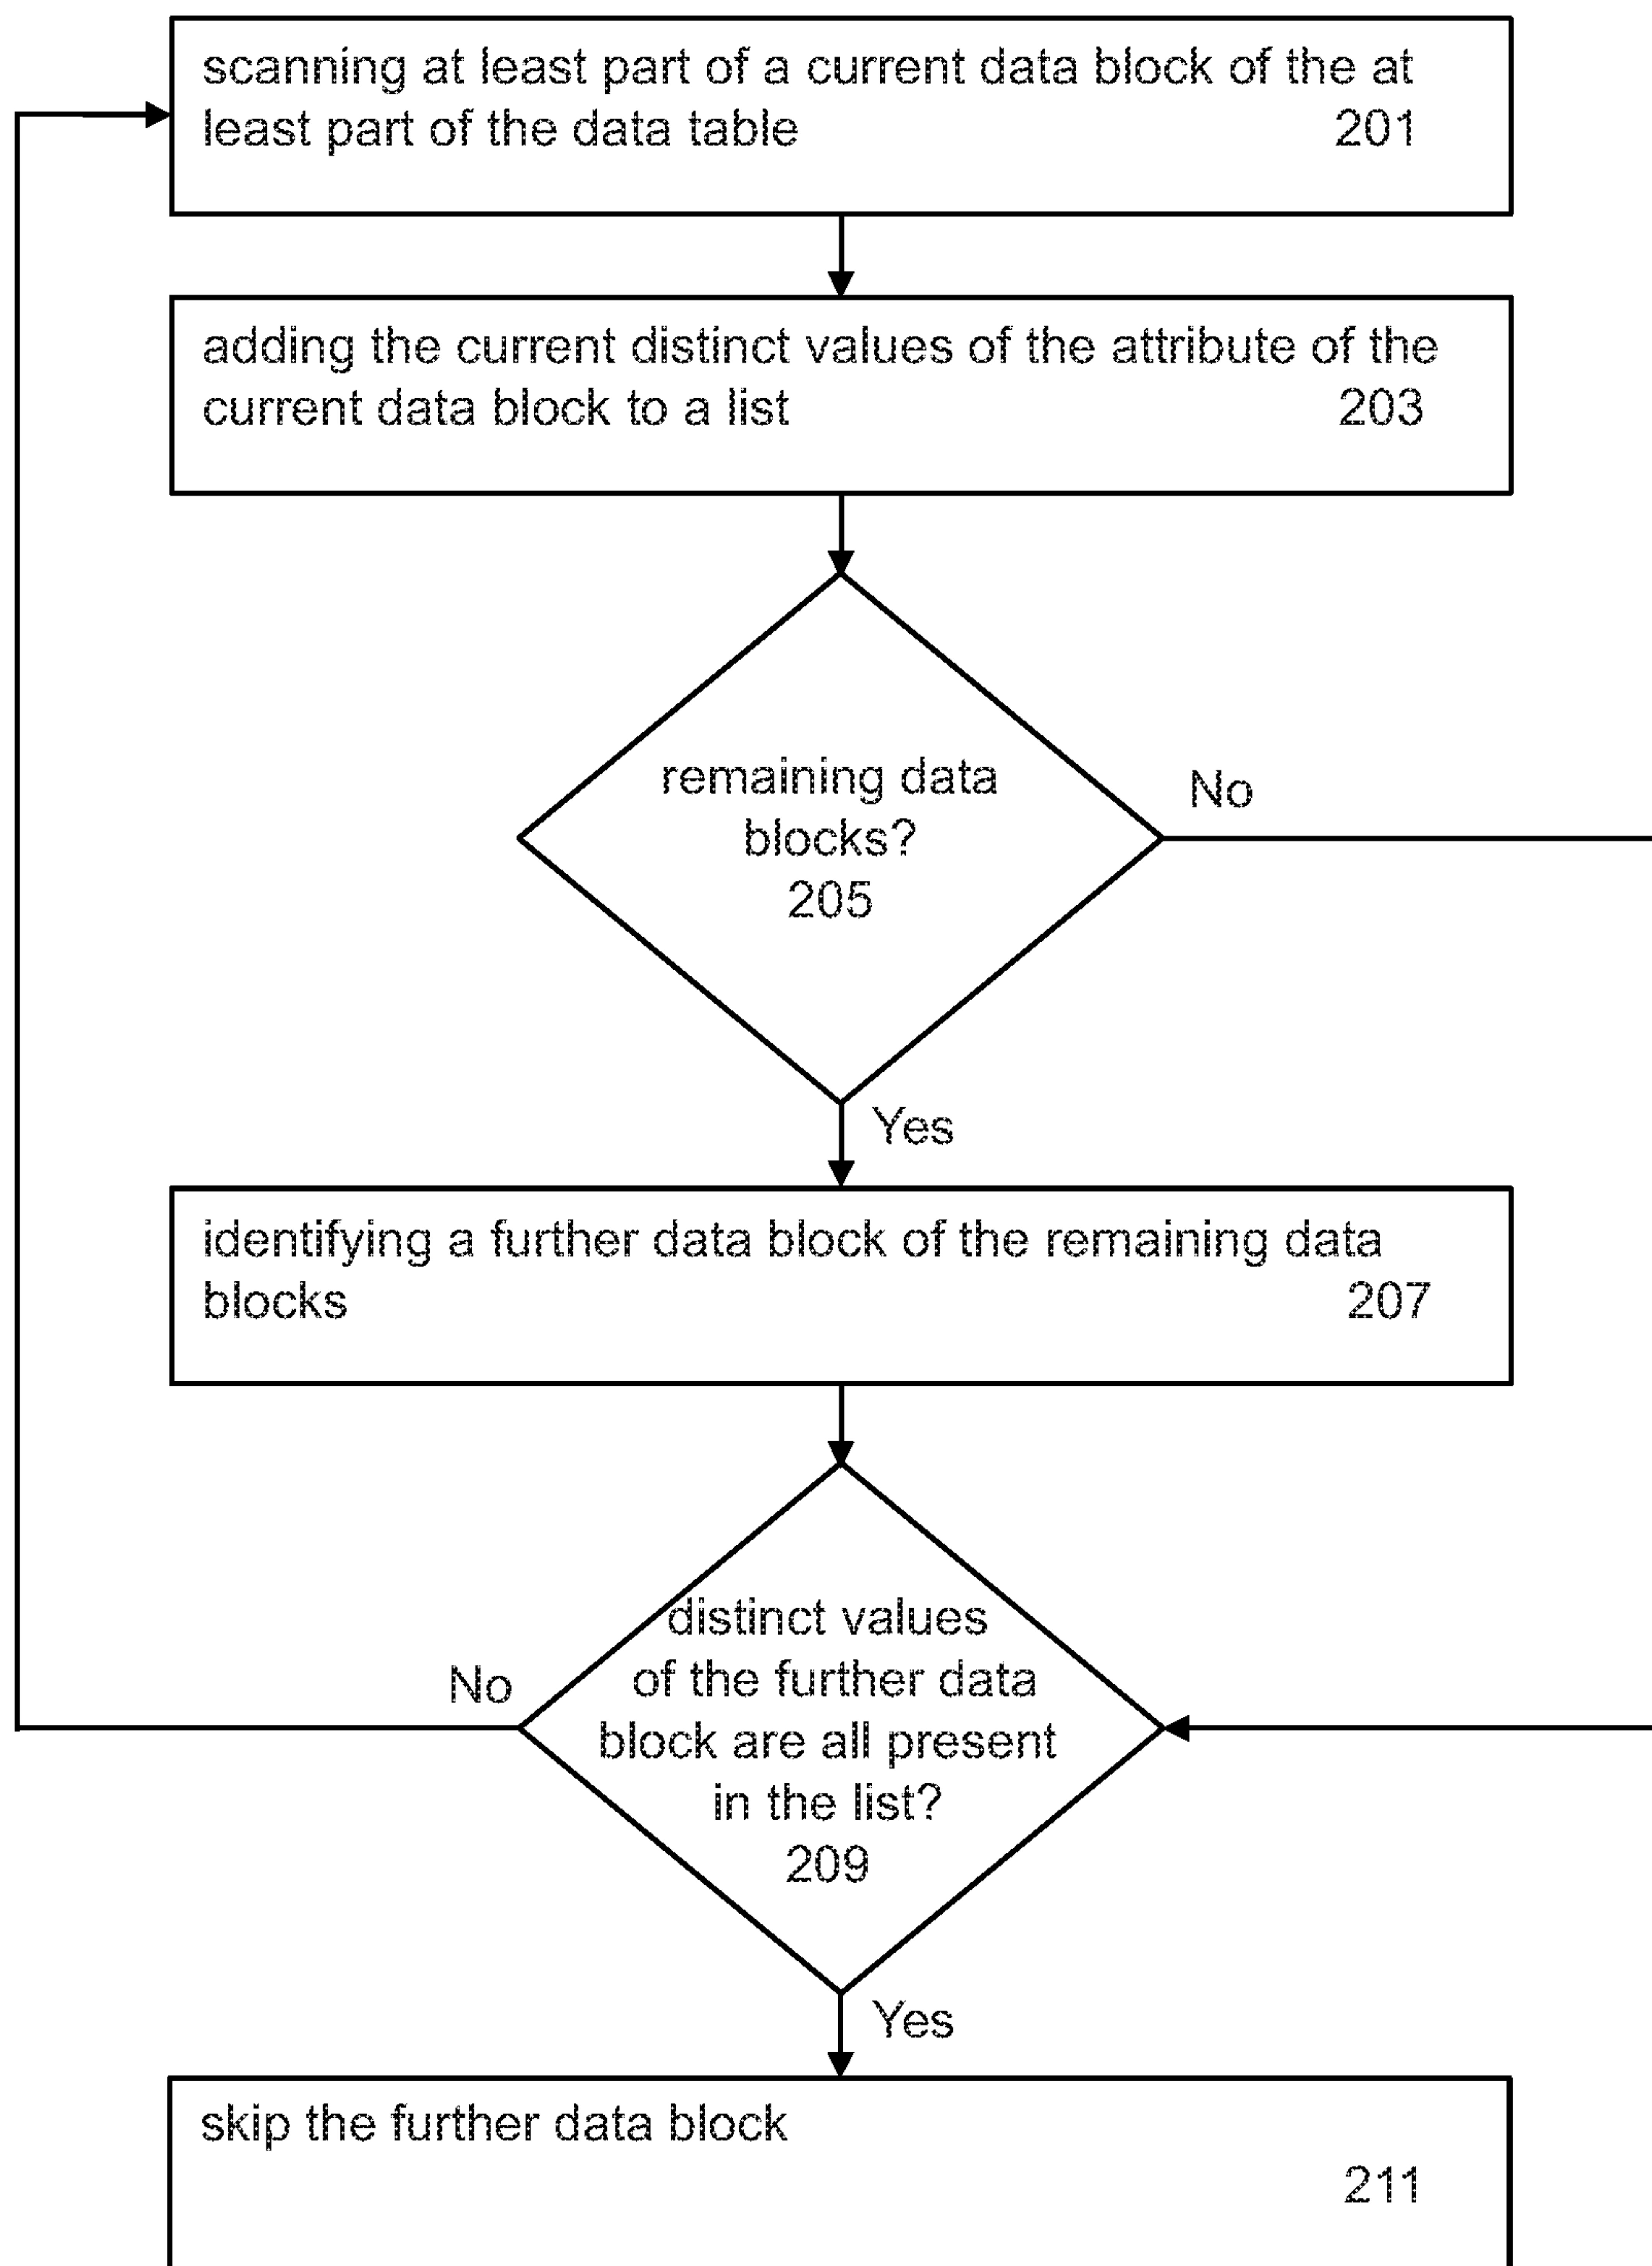 scanning at least part of a current data block of the at
least part of the data table 201
adding the current distinct values of the attribute of the
current data block to a list 203
remaining data
blocks?
205
No
Yes
identifying a further data block of the remaining data
blocks 207
distinct values
of the further data
block are all present
in the list?
209
No
Yes
skip the further data block
211